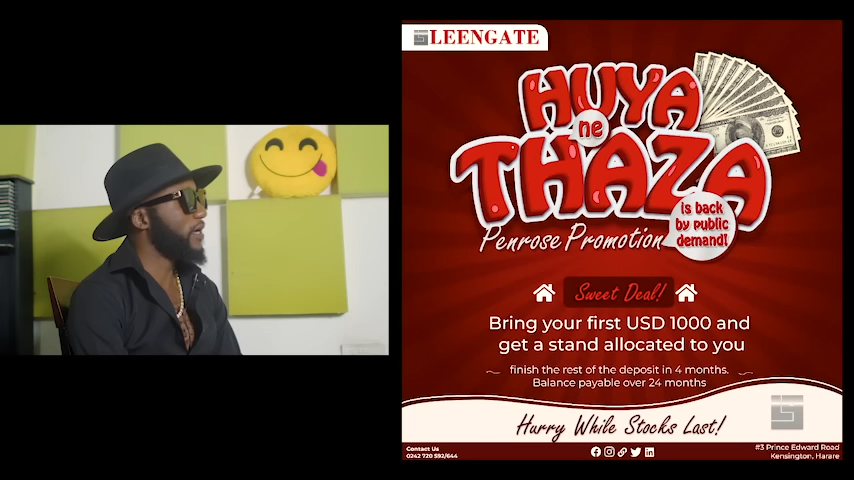 LEENGATE
HUYA
ne
THAZA
is back
by public
demand!
Penrose Promotion
Sweet Deal!
Bring your first USD 1000 and
get a stand allocated to you
finish the rest of the deposit in 4 months.
Balance payable over 24 months
Hurry While Stocks Last!
Contact Us
0242 720 592/644
#3 Prince Edward Road
Kensington, Harare